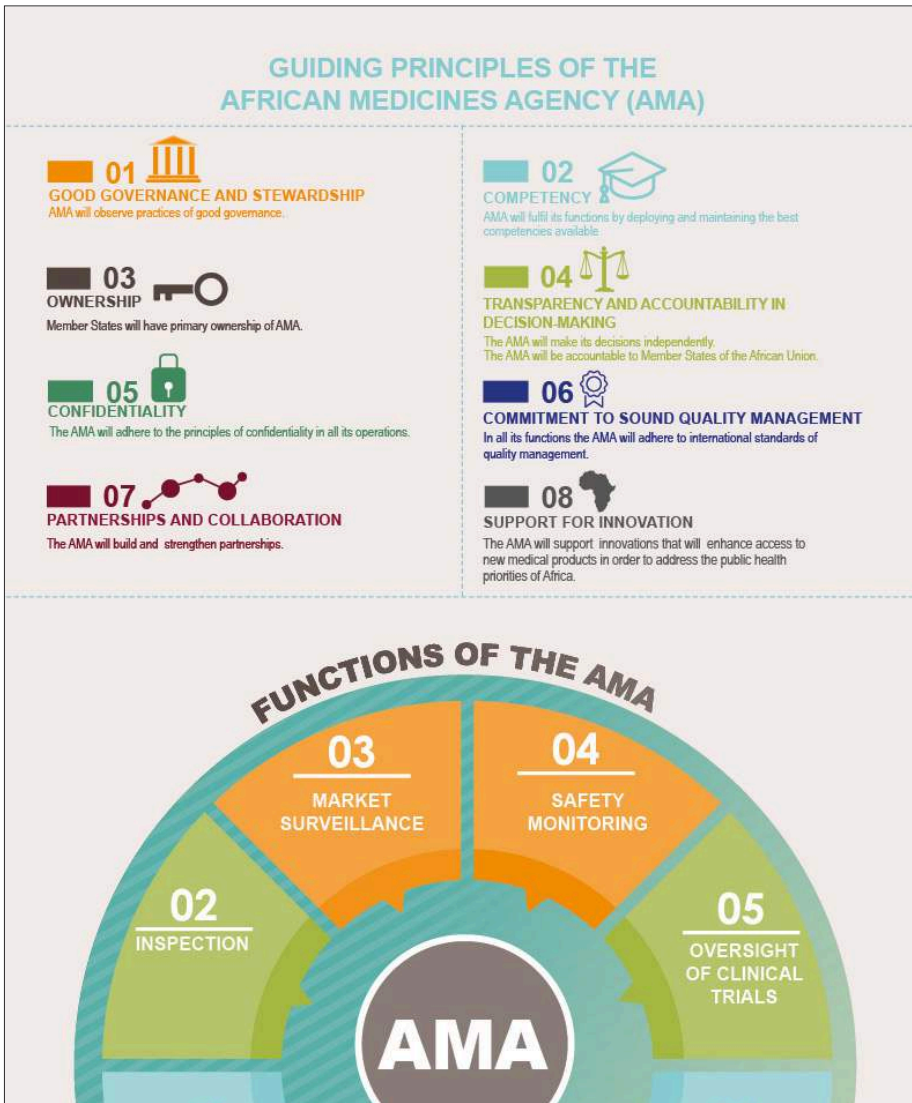 GUIDING PRINCIPLES OF THE
AFRICAN MEDICINES AGENCY (AMA)
01
GOOD GOVERNANCE AND STEWARDSHIP
AMA will observe practices of good governance.
02
COMPETENCY
AMA will fulfil its functions by deploying and maintaining the best
competencies available
03
OWNERSHIP
Member States will have primary ownership of AMA.
04
TRANSPARENCY AND ACCOUNTABILITY IN
DECISION-MAKING
The AMA will make its decisions independently.
The AMA will be accountable to Member States of the African Union.
05
CONFIDENTIALITY
The AMA will adhere to the principles of confidentiality in all its operations.
06
COMMITMENT TO SOUND QUALITY MANAGEMENT
In all its functions the AMA will adhere to international standards of
quality management.
07
PARTNERSHIPS AND COLLABORATION
The AMA will build and strengthen partnerships.
08
SUPPORT FOR INNOVATION
The AMA will support innovations that will enhance access to
new medical products in order to address the public health
priorities of Africa.
FUNCTIONS OF THE AMA
03
MARKET
SURVEILLANCE
04
SAFETY
MONITORING
02
INSPECTION
05
OVERSIGHT
OF CLINICAL
TRIALS
AMA